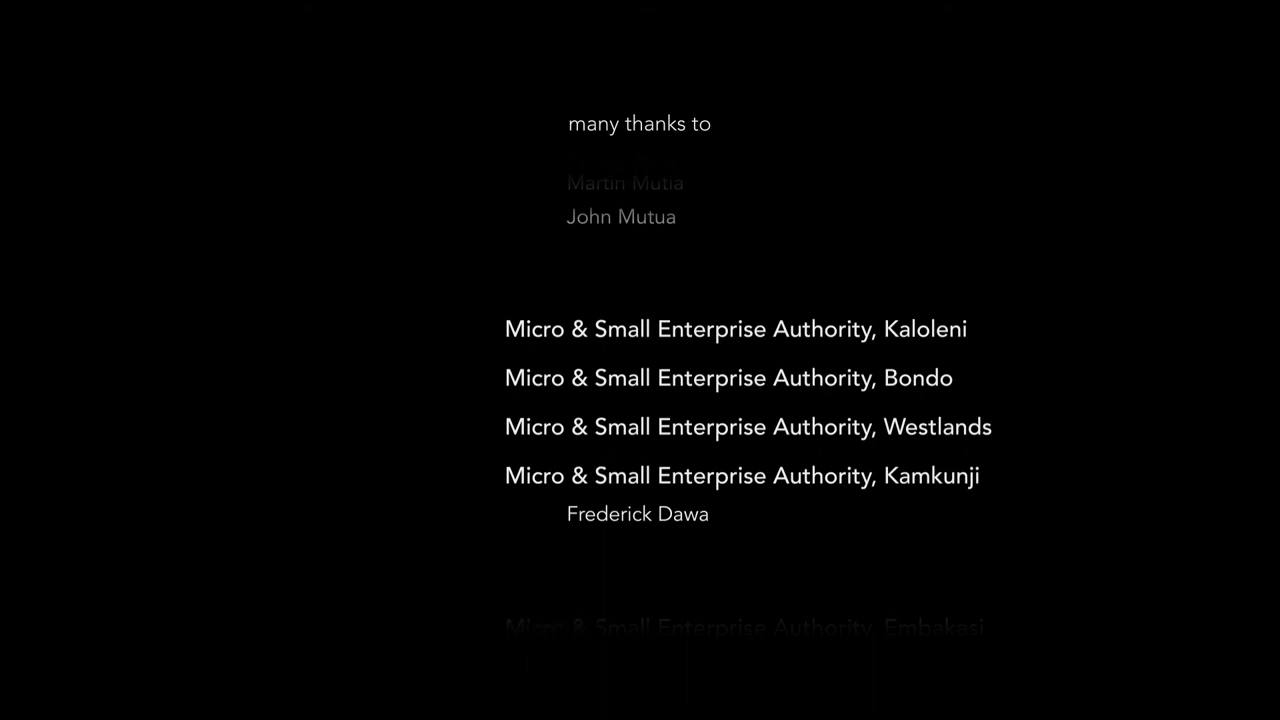 many thanks to
Martin Mutia
John Mutua
Micro & Small Enterprise Authority, Kaloleni
Micro & Small Enterprise Authority, Bondo
Micro & Small Enterprise Authority, Westlands
Micro & Small Enterprise Authority, Kamkunji
Frederick Dawa
Micro & Small Enterprise Authority, Embakasi